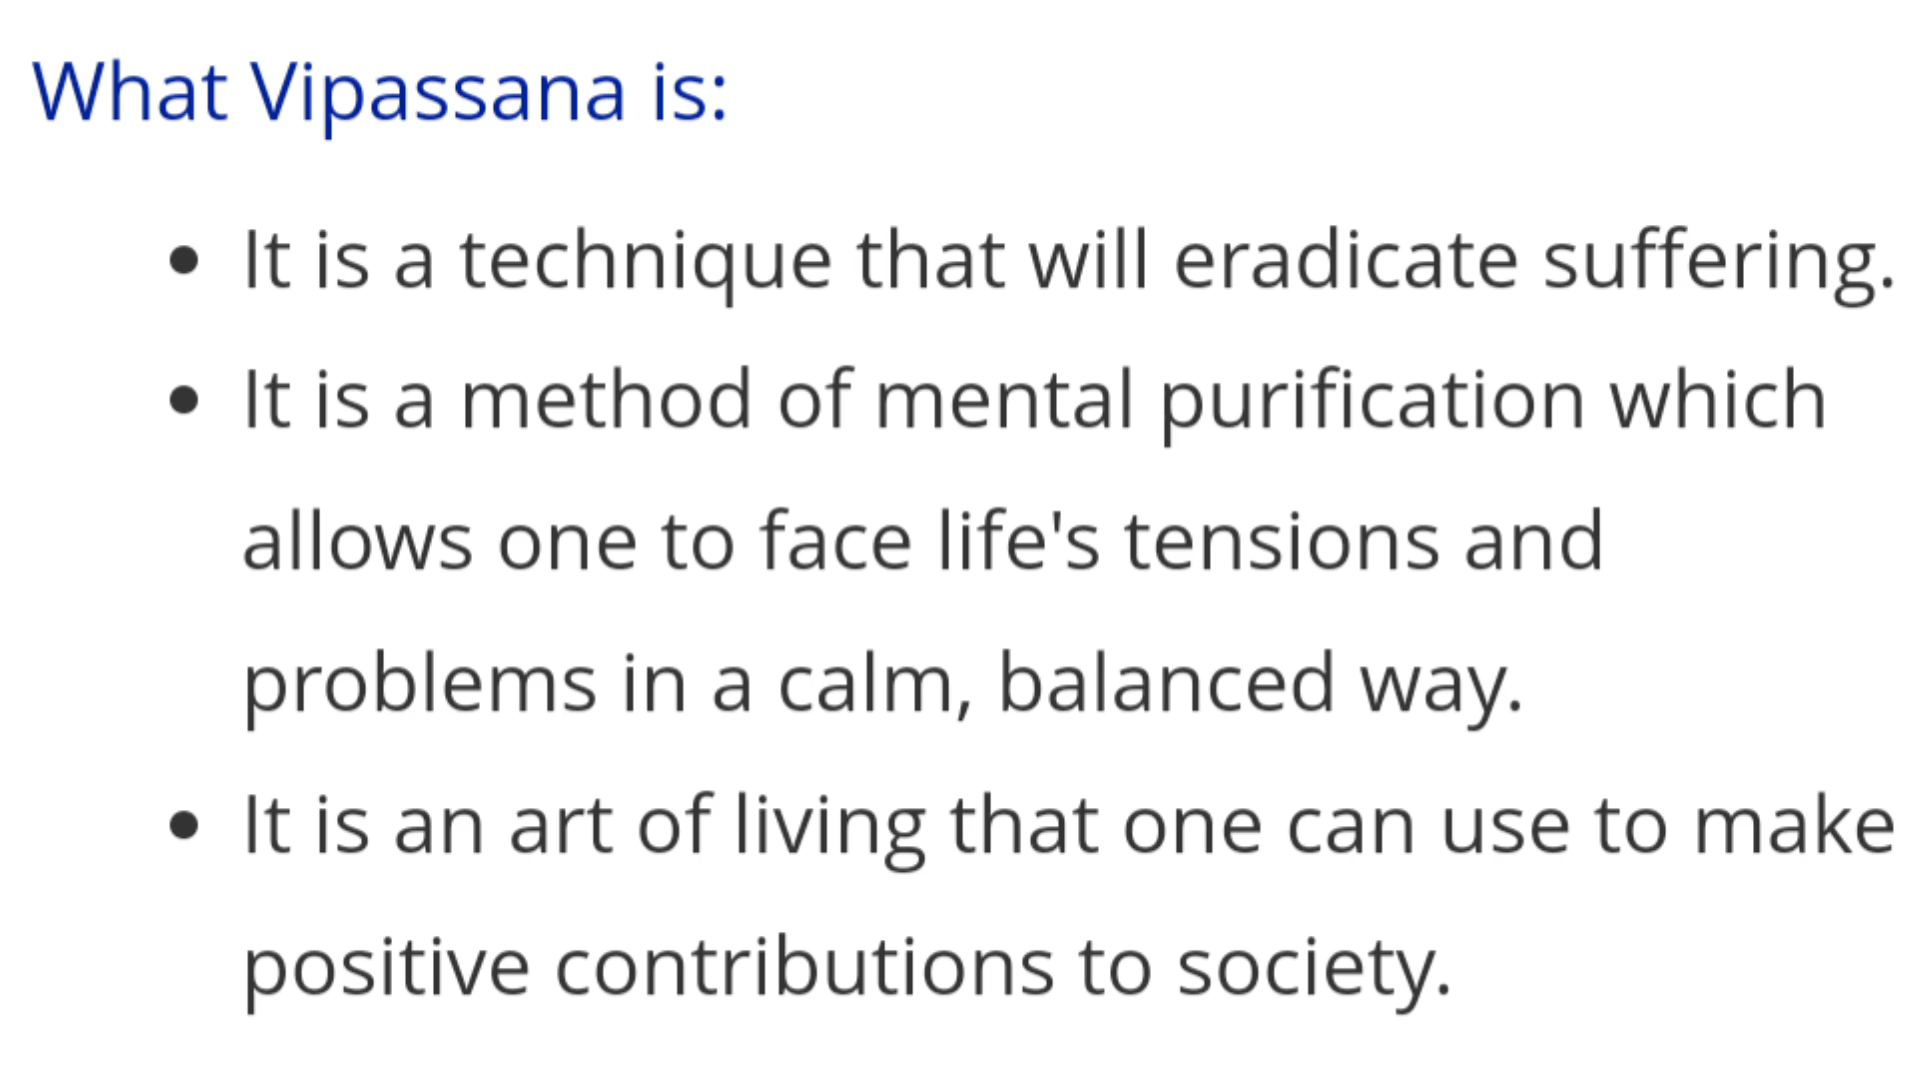 What Vipassana is:
• It is a technique that will eradicate suffering.
• It is a method of mental purification which
allows one to face life's tensions and
problems in a calm, balanced way.
• It is an art of living that one can use to make
positive contributions to society.